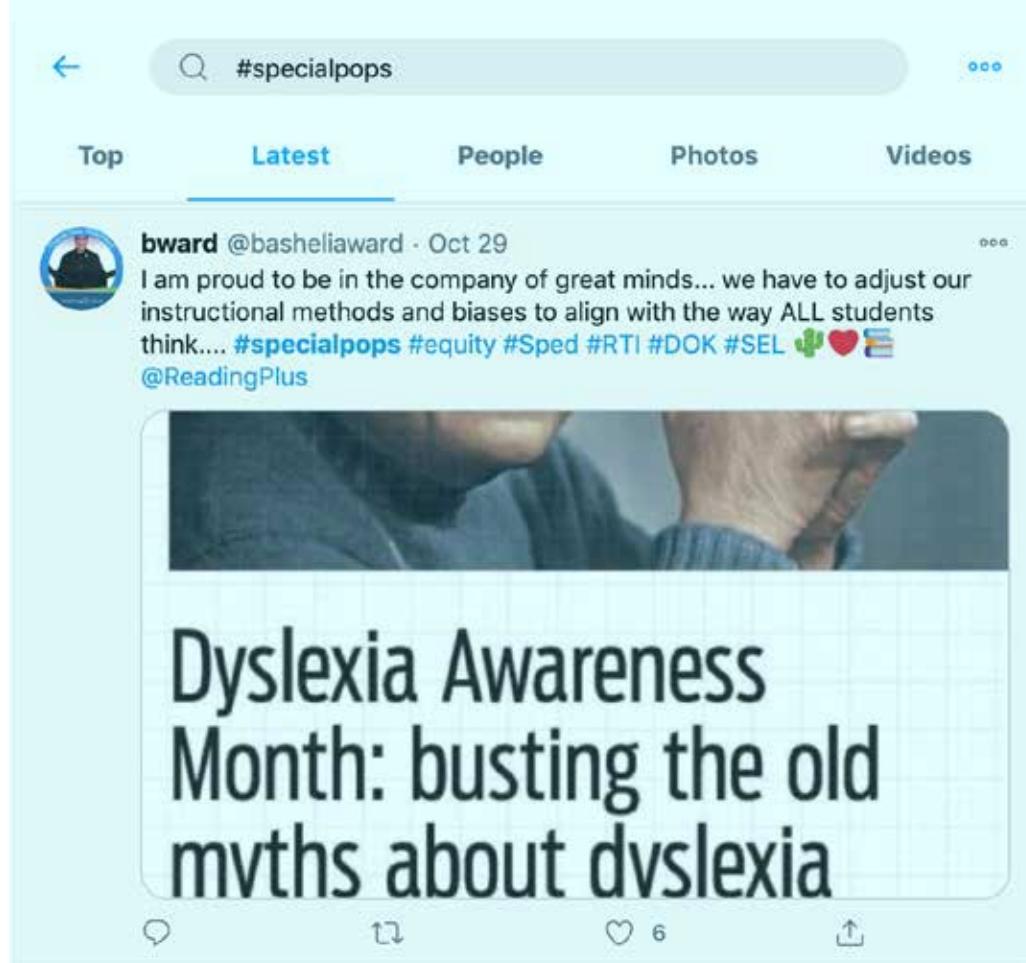 #specialpops
Top Latest People Photos Videos
bward @basheliaward · Oct 29
I am proud to be in the company of great minds... we have to adjust our
instructional methods and biases to align with the way ALL students
think.... #specialpops #equity #Sped #RTI #DOK #SEL 🌵❤️📚
@ReadingPlus
Dyslexia Awareness
Month: busting the old
myths about dyslexia
6